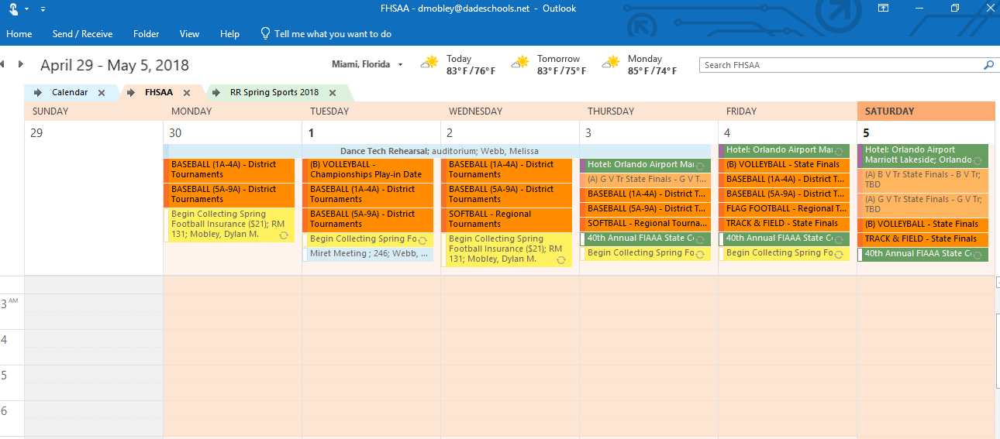 FHSAA - dmobley@dadeschools.net - Outlook
Home Send / Receive Folder View Help Tell me what you want to do
April 29 - May 5, 2018
Miami, Florida
Today
83° F / 76° F
Tomorrow
83° F / 75° F
Monday
85° F / 74° F
Search FHSAA
Calendar FHSAA RR Spring Sports 2018
SUNDAY MONDAY TUESDAY WEDNESDAY THURSDAY FRIDAY SATURDAY
29 30 1 2 3 4 5
Dance Tech Rehearsal; auditorium; Webb, Melissa
BASEBALL (1A-4A) - District
Tournaments
BASEBALL (5A-9A) - District
Tournaments
Begin Collecting Spring
Football Insurance ($21); RM
131; Mobley, Dylan M.
(B) VOLLEYBALL -
Championships Play-in Date
BASEBALL (1A-4A) - District
Tournaments
BASEBALL (5A-9A) - District
Tournaments
Begin Collecting Spring Fo
Miret Meeting ; 246; Webb, ...
BASEBALL (1A-4A) - District
Tournaments
BASEBALL (5A-9A) - District
Tournaments
SOFTBALL - Regional
Tournaments
Begin Collecting Spring
Football Insurance ($21); RM
131; Mobley, Dylan M.
Hotel: Orlando Airport Mar
(A) G V Tr State Finals - G V T...
BASEBALL (1A-4A) - District T...
BASEBALL (5A-9A) - District T...
SOFTBALL - Regional Tourna...
40th Annual FIAAA State Co
Begin Collecting Spring Fo
Hotel: Orlando Airport Mar
(B) VOLLEYBALL - State Finals
BASEBALL (1A-4A) - District T...
BASEBALL (5A-9A) - District T...
FLAG FOOTBALL - Regional T...
TRACK & FIELD - State Finals
40th Annual FIAAA State Co
Begin Collecting Spring Fo
Hotel: Orlando Airport
Marriott Lakeside; Orlando
(A) B V Tr State Finals - B V Tr;
TBD
(A) G V Tr State Finals - G V Tr;
TBD
(B) VOLLEYBALL - State Finals
TRACK & FIELD - State Finals
40th Annual FIAAA State Co
3 AM
4
5
6